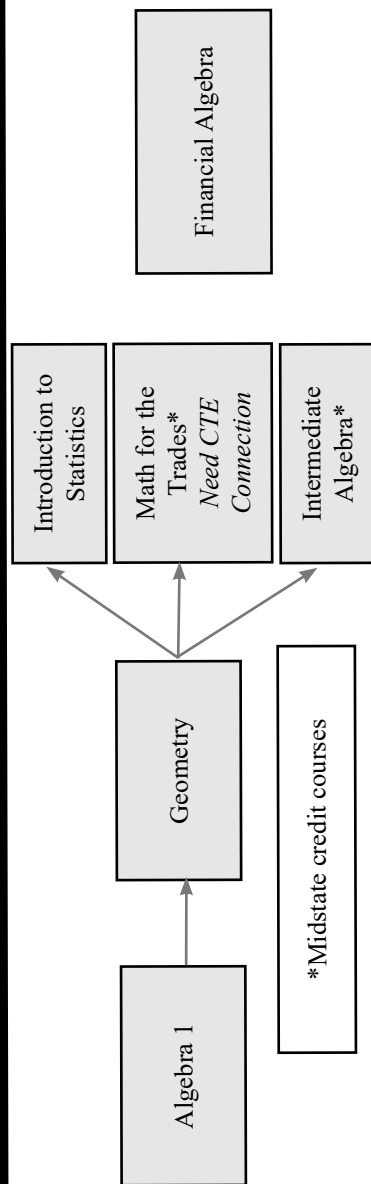 Algebra 1
Geometry
Introduction to
Statistics
Math for the
Trades*
Need CTE
Connection
Intermediate
Algebra*
Financial Algebra
*Midstate credit courses